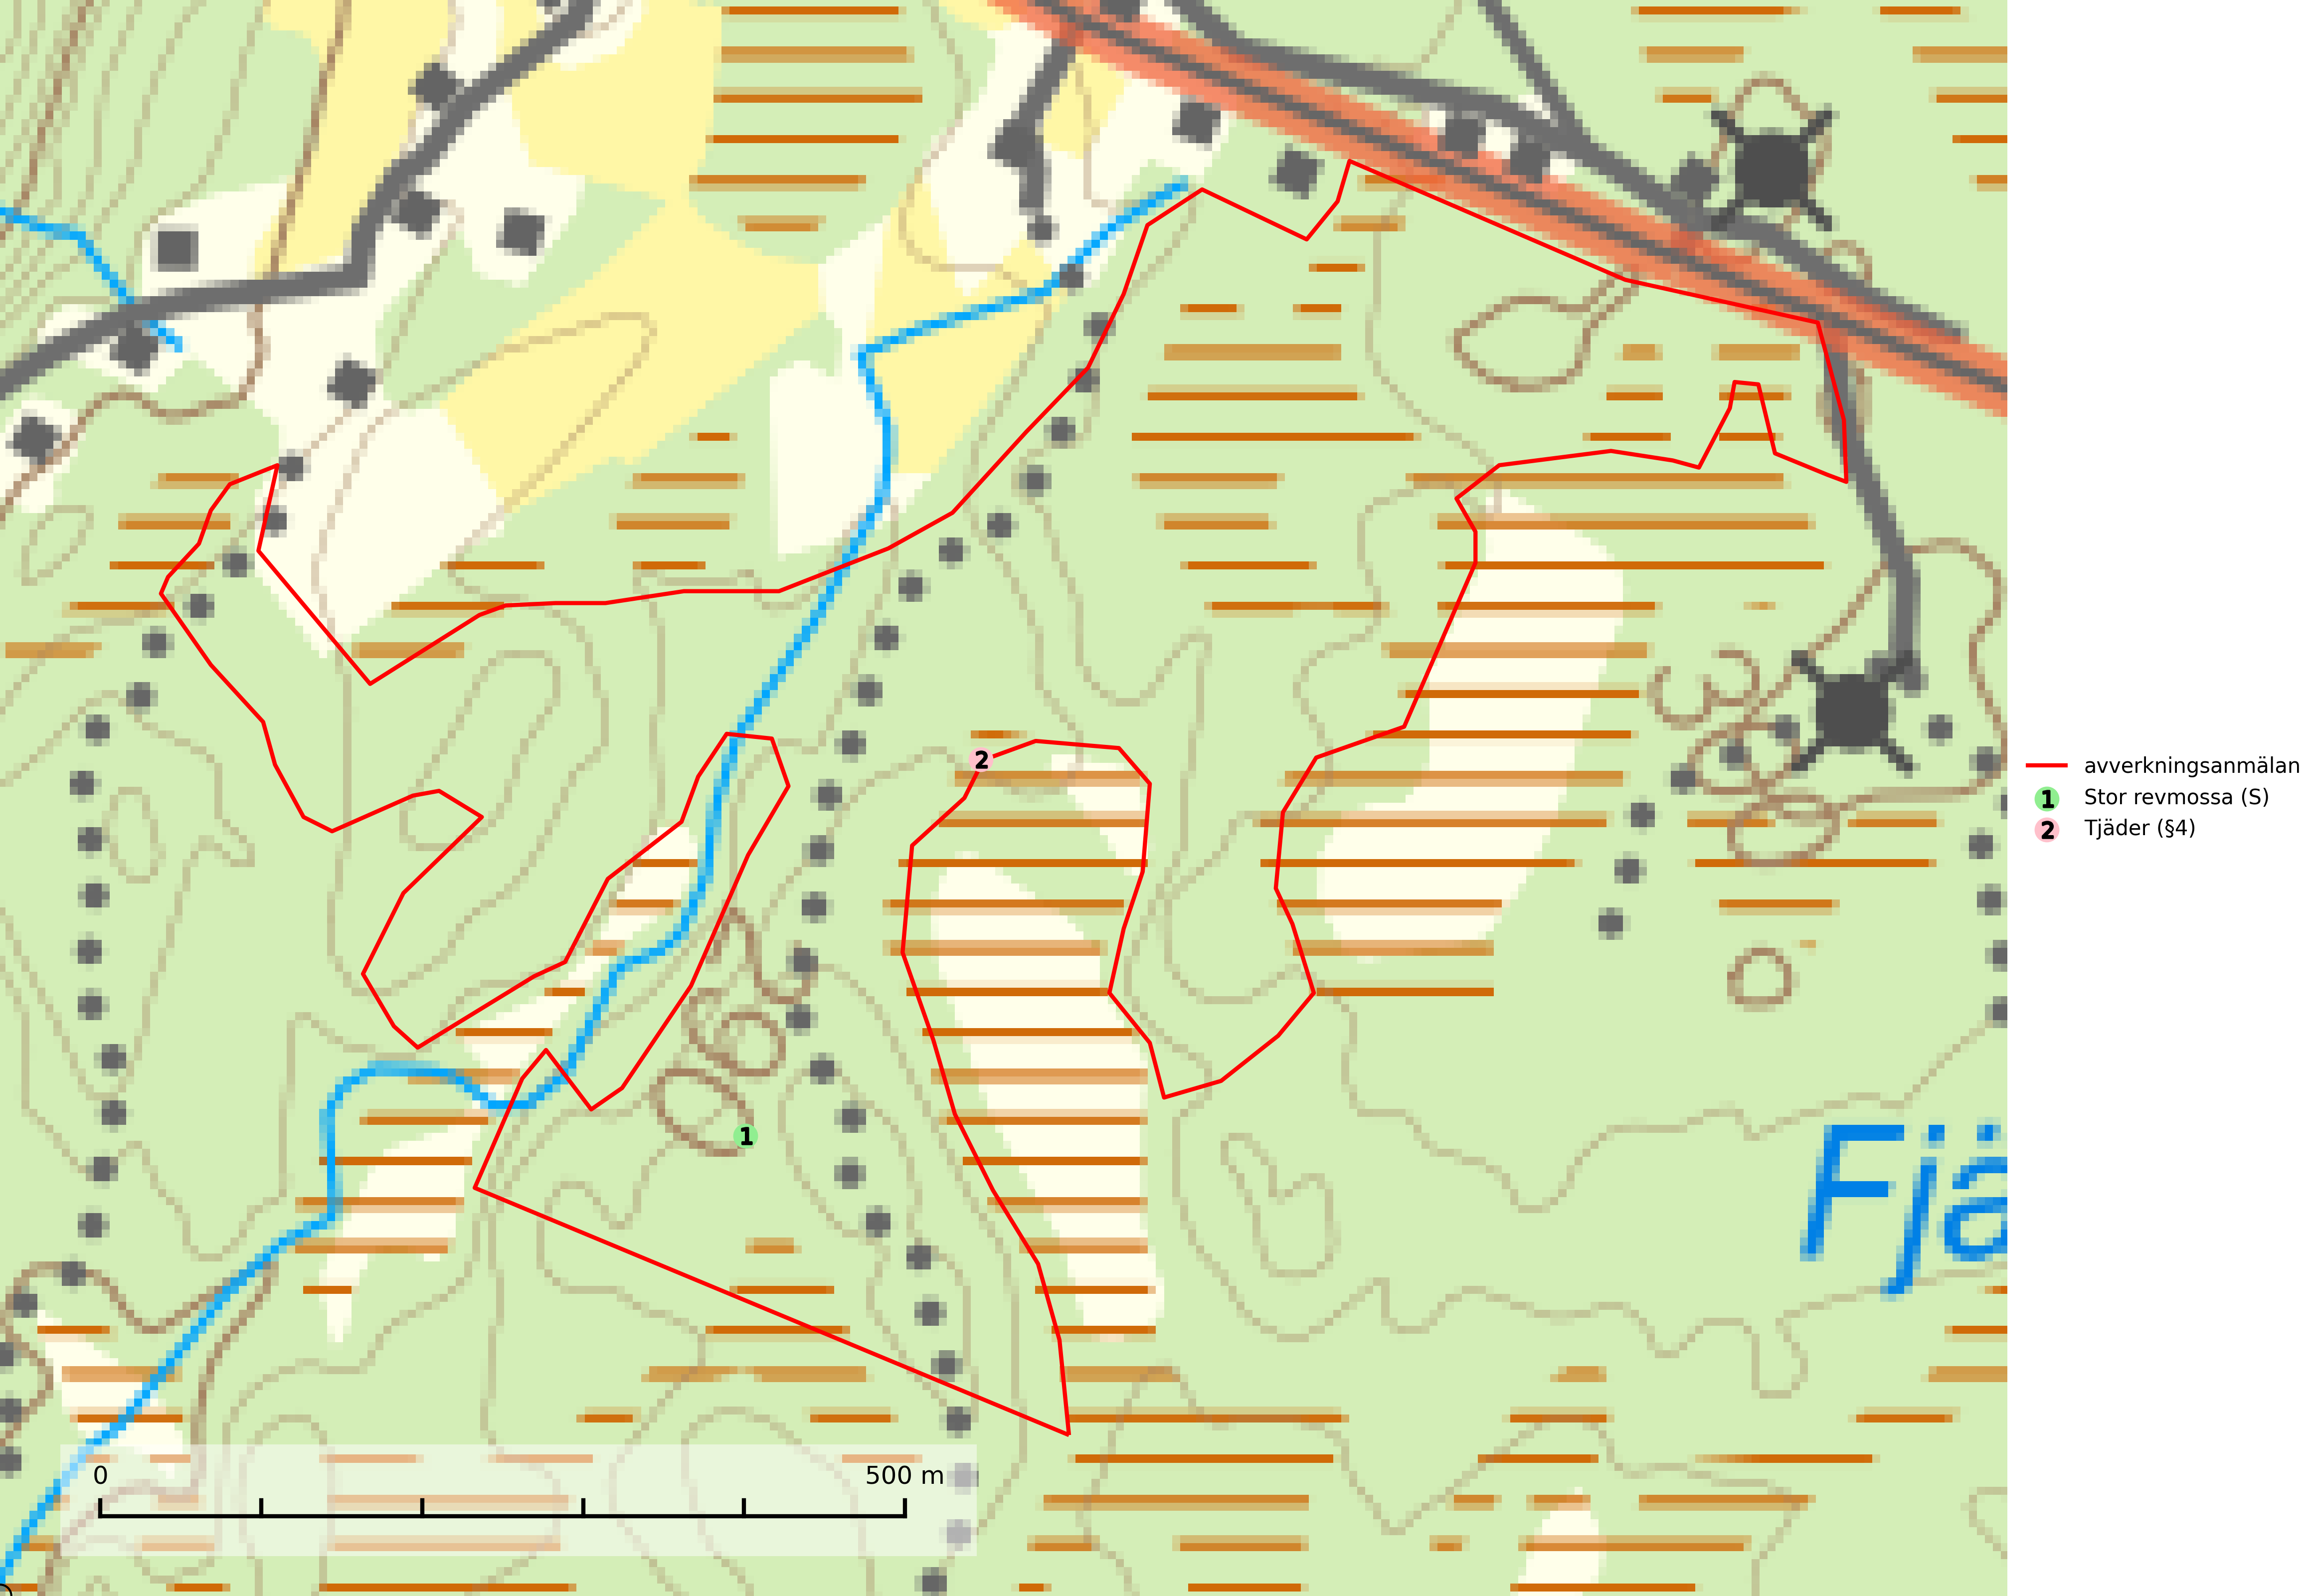 2
avverkningsanmälan
1 Stor revmossa (S)
2 Tjäder (§4)
1
Fjä
0 500 m